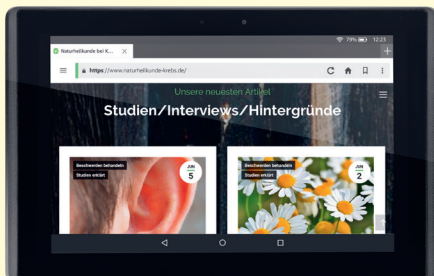 79% 12:23
Naturheilkunde bei K...
https://www.naturheilkunde-krebs.de/
Unsere neuesten Artikel
Studien/Interviews/Hintergründe
Beschwerden behandeln
Studien erklärt
JUN
5
Beschwerden behandeln
Studien erklärt
JUN
2